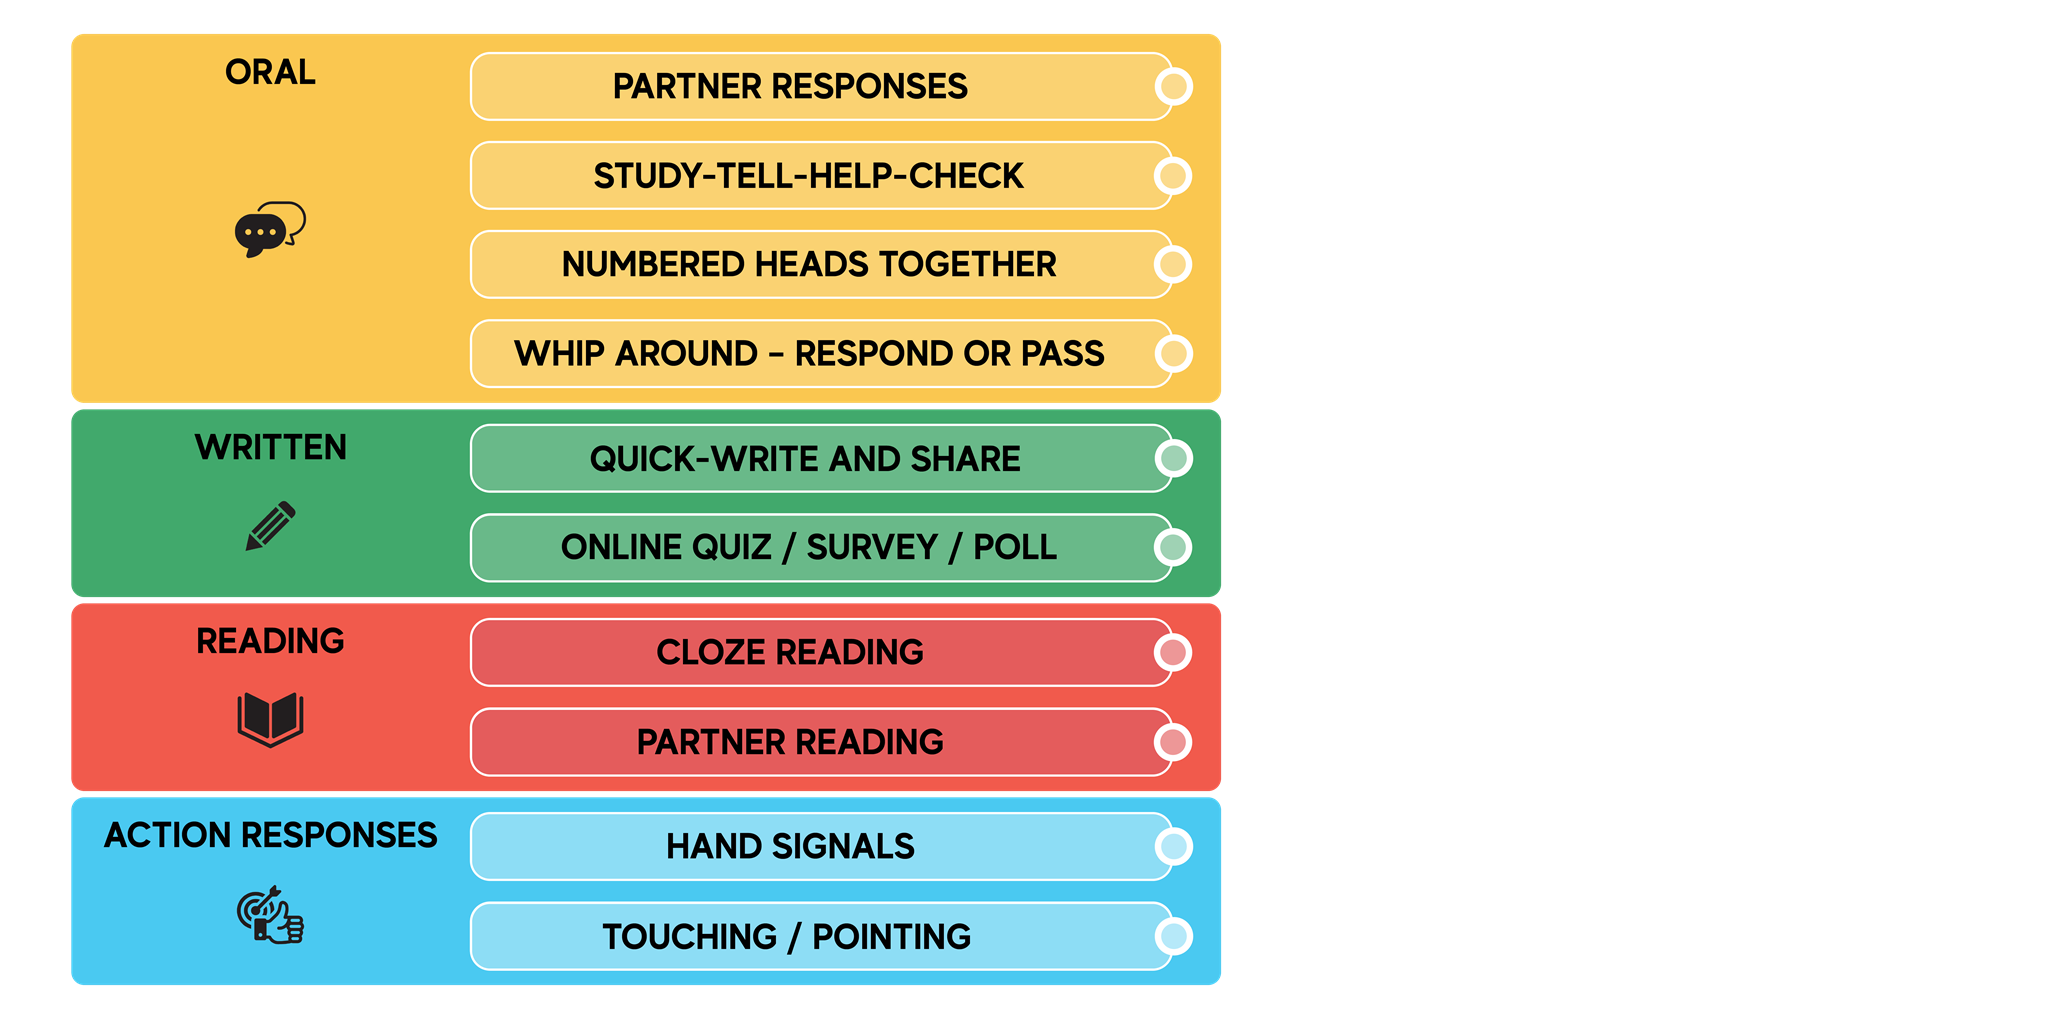 ORAL
PARTNER RESPONSES
STUDY-TELL-HELP-CHECK
NUMBERED HEADS TOGETHER
WHIP AROUND – RESPOND OR PASS
WRITTEN
QUICK-WRITE AND SHARE
ONLINE QUIZ / SURVEY / POLL
READING
CLOZE READING
PARTNER READING
ACTION RESPONSES
HAND SIGNALS
TOUCHING / POINTING